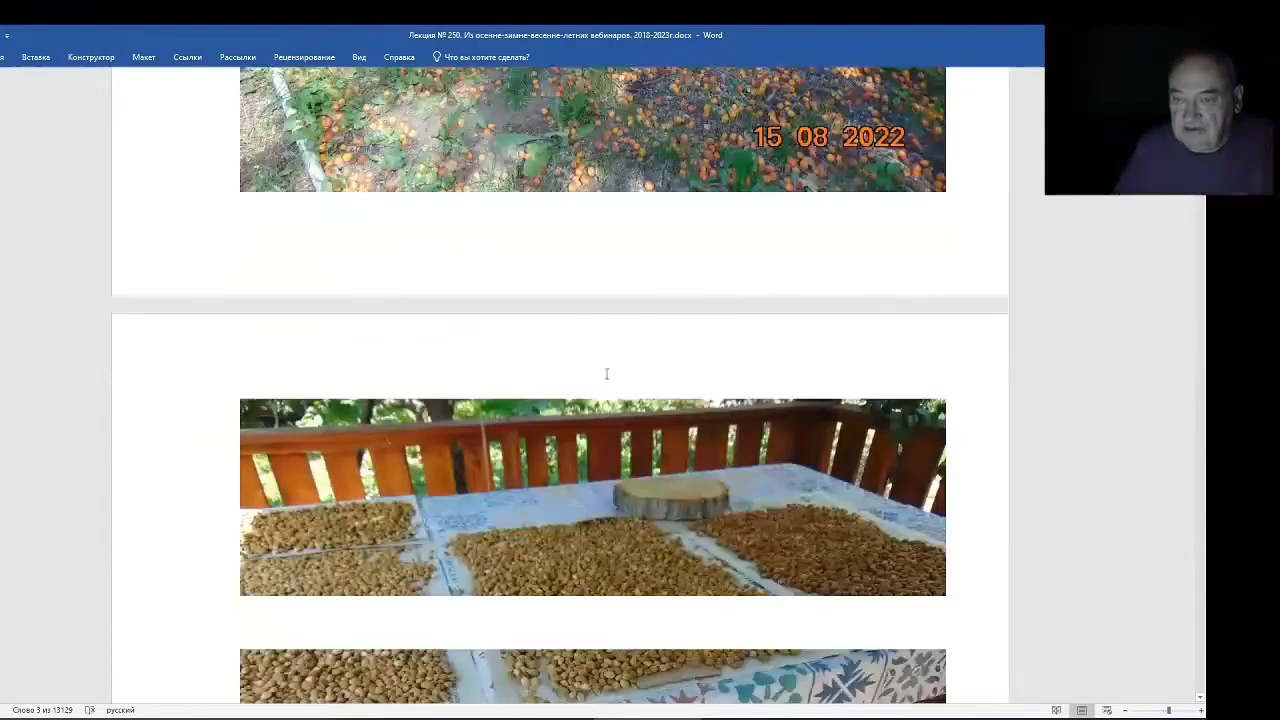 Лекция № 250. Из осенне-зимне-весенне-летних вебинаров. 2018-2023г.docx - Word
я Вставка Конструктор Макет Ссылки Рассылки Рецензирование Вид Справка Что вы хотите сделать?
15 08 2022
Слово 3 из 13129 русский